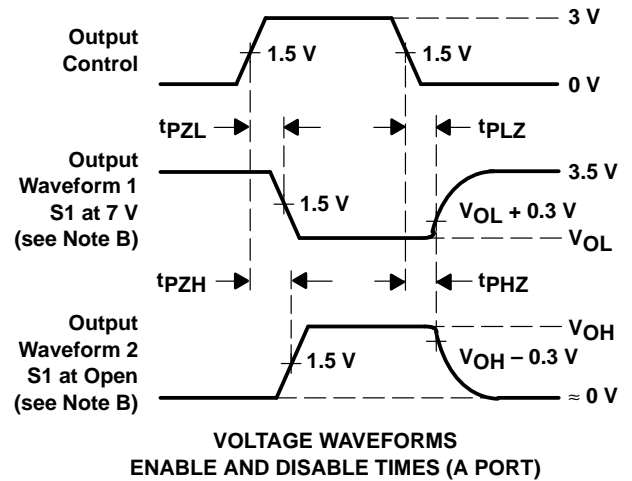 3 V
Output
Control
1.5 V
1.5 V
0 V
tPZL
tPLZ
Output
Waveform 1
S1 at 7 V
(see Note B)
3.5 V
1.5 V
VOL + 0.3 V
VOL
tPZH
tPHZ
Output
Waveform 2
S1 at Open
(see Note B)
VOH
1.5 V
VOH − 0.3 V
≈ 0 V
VOLTAGE WAVEFORMS
ENABLE AND DISABLE TIMES (A PORT)